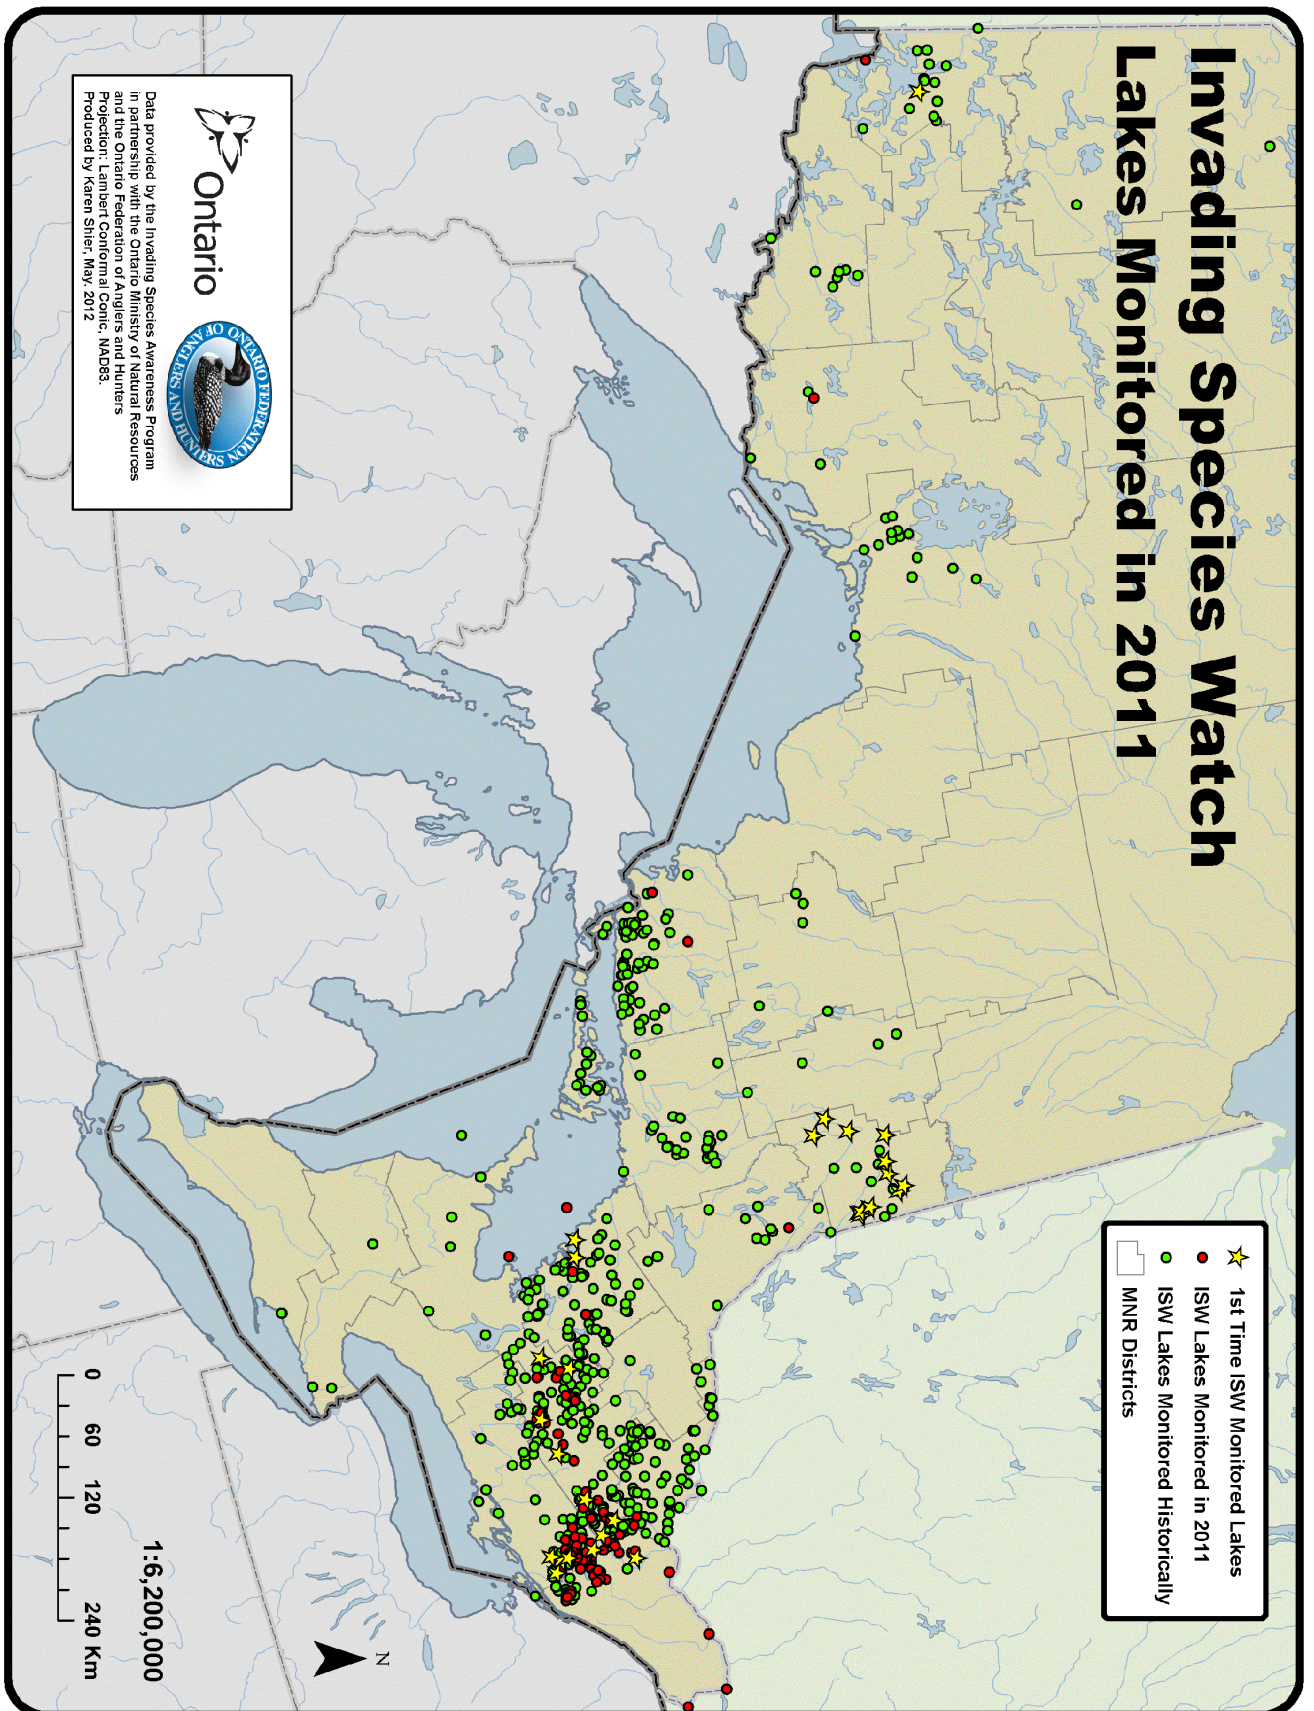 Invading Species Watch
Lakes Monitored in 2011
1st Time ISW Monitored Lakes
ISW Lakes Monitored in 2011
ISW Lakes Monitored Historically
MNR Districts
Ontario
ONTARIO FEDERATION
OF ANGLERS AND HUNTERS
Data provided by the Invading Species Awareness Program
in partnership with the Ontario Ministry of Natural Resources
and the Ontario Federation of Anglers and Hunters
Projection: Lambert Conformal Conic, NAD83.
Produced by Karen Shier, May. 2012
N
1:6,200,000
0 60 120 240 Km